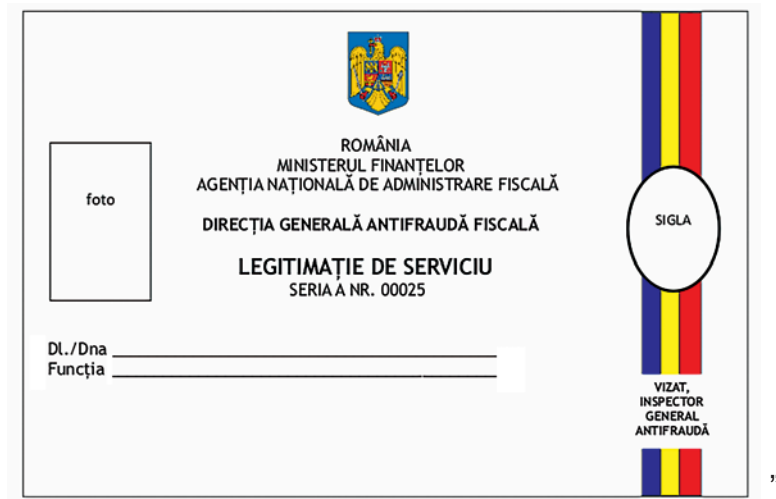 ROMÂNIA
MINISTERUL FINANȚELOR
AGENȚIA NAȚIONALĂ DE ADMINISTRARE FISCALĂ
foto
DIRECȚIA GENERALĂ ANTIFRAUDĂ FISCALĂ
SIGLA
LEGITIMAȚIE DE SERVICIU
SERIA A NR. 00025
Dl./Dna
Funcția
VIZAT,
INSPECTOR
GENERAL
ANTIFRAUDĂ
”